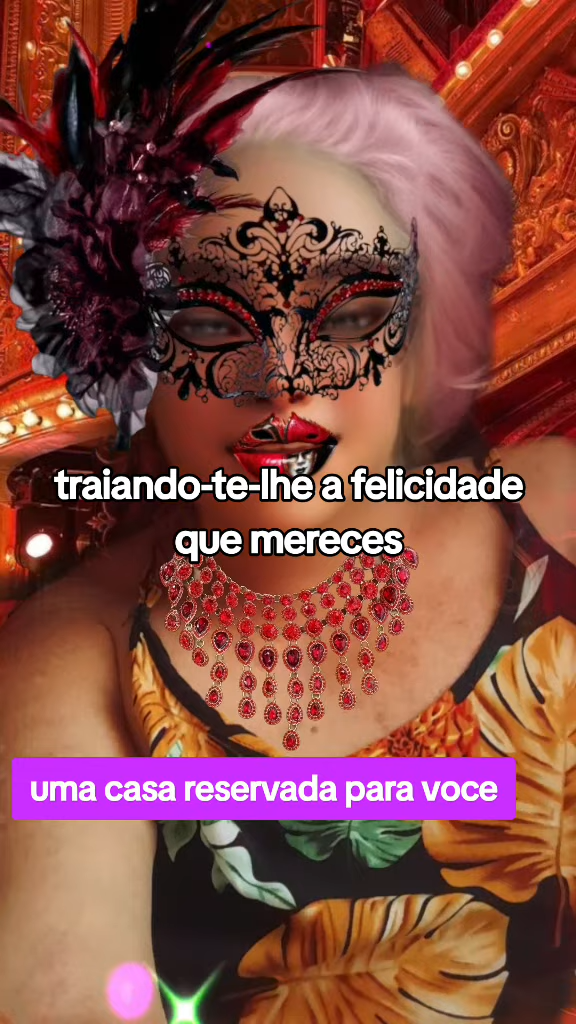 traiando-te-lhe a felicidade
que mereces
uma casa reservada para voce